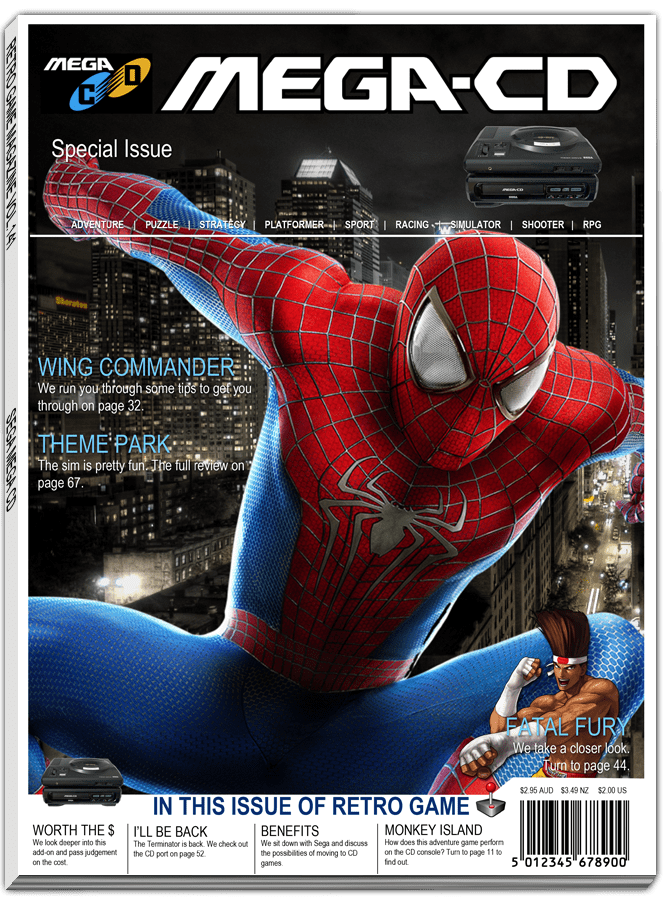 MEGA CD
MEGA-CD
Special Issue
ADVENTURE | PUZZLE | STRATEGY | PLATFORMER | SPORT | RACING | SIMULATOR | SHOOTER | RPG
Sheraton
WING COMMANDER
We run you through some tips to get you
through on page 32.
THEME PARK
The sim is pretty fun. The full review on
page 67.
FATAL FURY
We take a closer look.
Turn to page 44.
IN THIS ISSUE OF RETRO GAME
$2.95 AUD $3.49 NZ $2.00 US
WORTH THE $
We look deeper into this
add-on and pass judgement
on the cost.
I'LL BE BACK
The Terminator is back. We check out
the CD port on page 52.
BENEFITS
We sit down with Sega and discuss
the possibilities of moving to CD
games.
MONKEY ISLAND
How does this adventure game perform
on the CD console? Turn to page 11 to
find out.
5 012345 678900
SEGA MEGA-CD